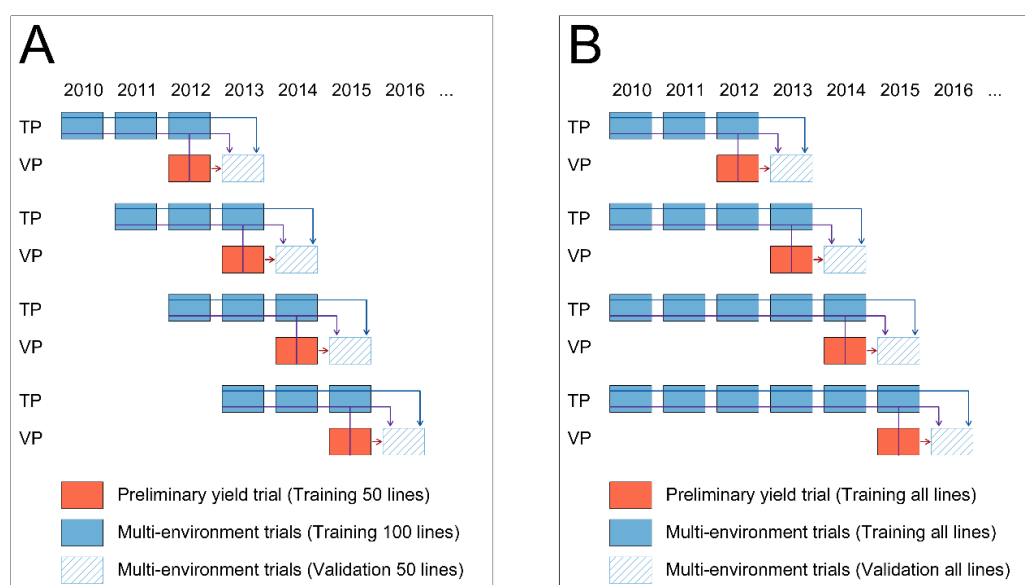 A
2010 2011 2012 2013 2014 2015 2016 ...
TP
VP
TP
VP
TP
VP
TP
VP
Preliminary yield trial (Training 50 lines)
Multi-environment trials (Training 100 lines)
Multi-environment trials (Validation 50 lines)
B
2010 2011 2012 2013 2014 2015 2016 ...
TP
VP
TP
VP
TP
VP
TP
VP
Preliminary yield trial (Training all lines)
Multi-environment trials (Training all lines)
Multi-environment trials (Validation all lines)